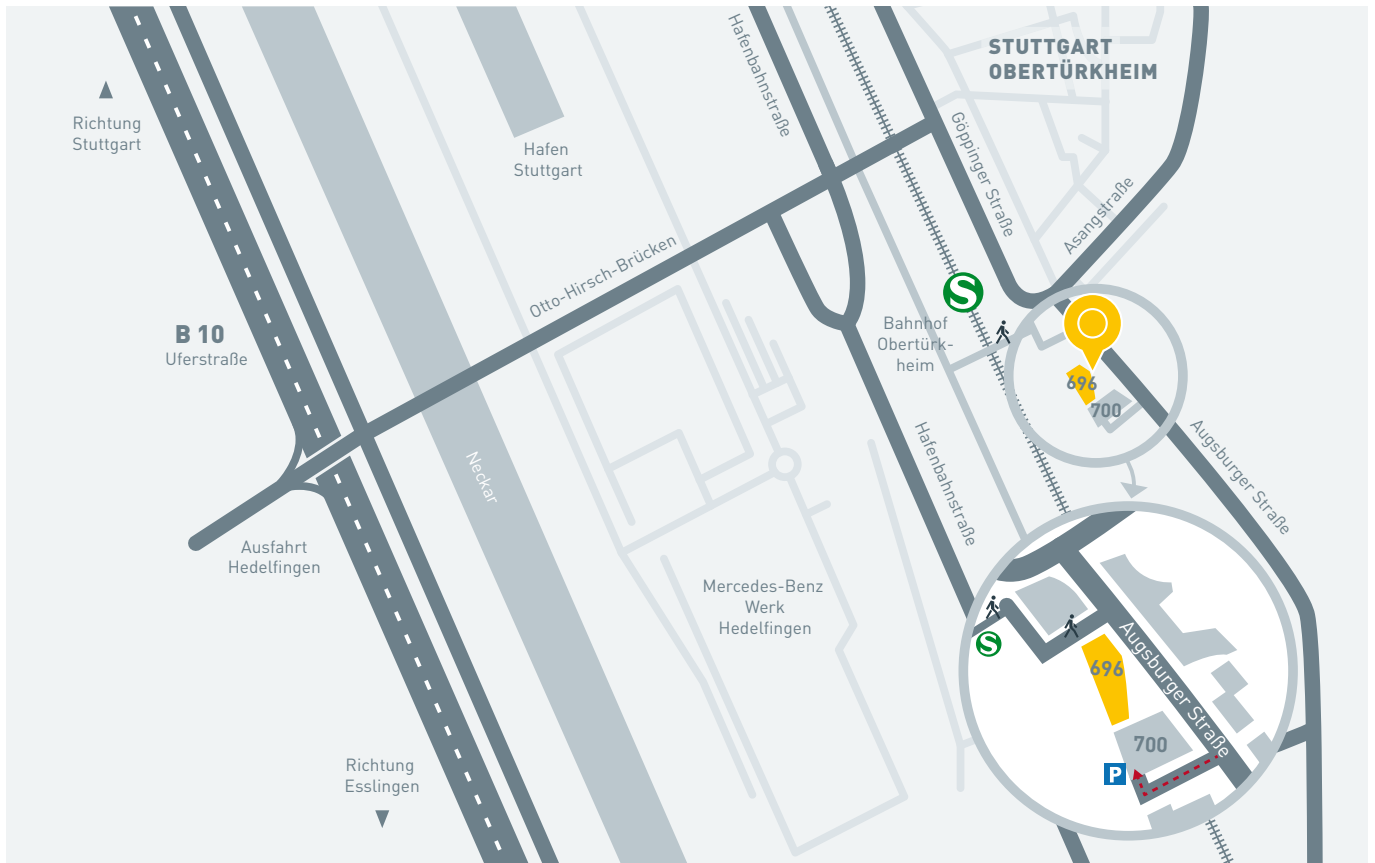 STUTTGART
OBERTÜRKHEIM
Hafenbahnstraße
Richtung
Stuttgart
Hafen
Stuttgart
Göppinger Straße
Asangstraße
Otto-Hirsch-Brücken
S
B 10
Uferstraße
Bahnhof
Obertürk-
heim
696
700
Neckar
Hafenbahnstraße
Augsburger Straße
Ausfahrt
Hedelfingen
Mercedes-Benz
Werk
Hedelfingen
S
Augsburger Straße
696
700
P
Richtung
Esslingen